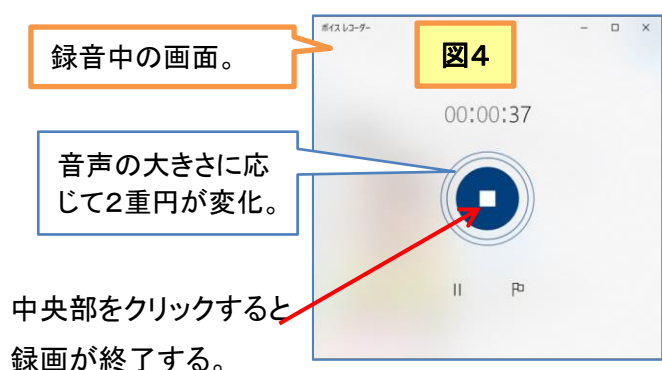 ボイス レコーダー
録音中の画面。
図4
00:00:37
音声の大きさに応
じて2重円が変化。
中央部をクリックすると
録画が終了する。